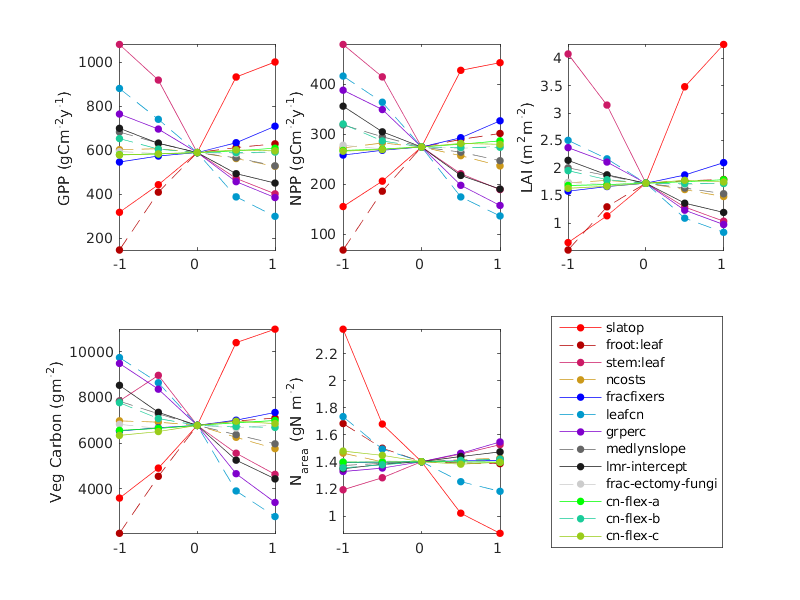 GPP (gCm⁻²y⁻¹)
1000
800
600
400
200
-1 0 1
NPP (gCm⁻²y⁻¹)
400
300
200
100
-1 0 1
LAI (m²m⁻²)
4
3.5
3
2.5
2
1.5
1
-1 0 1
Veg Carbon (gm⁻²)
10000
8000
6000
4000
-1 0 1
N_area (gN m⁻²)
2.2
2
1.8
1.6
1.4
1.2
1
-1 0 1
slatop
froot:leaf
stem:leaf
ncosts
fracfixers
leafcn
grperc
medlynslope
lmr-intercept
frac-ectomy-fungi
cn-flex-a
cn-flex-b
cn-flex-c